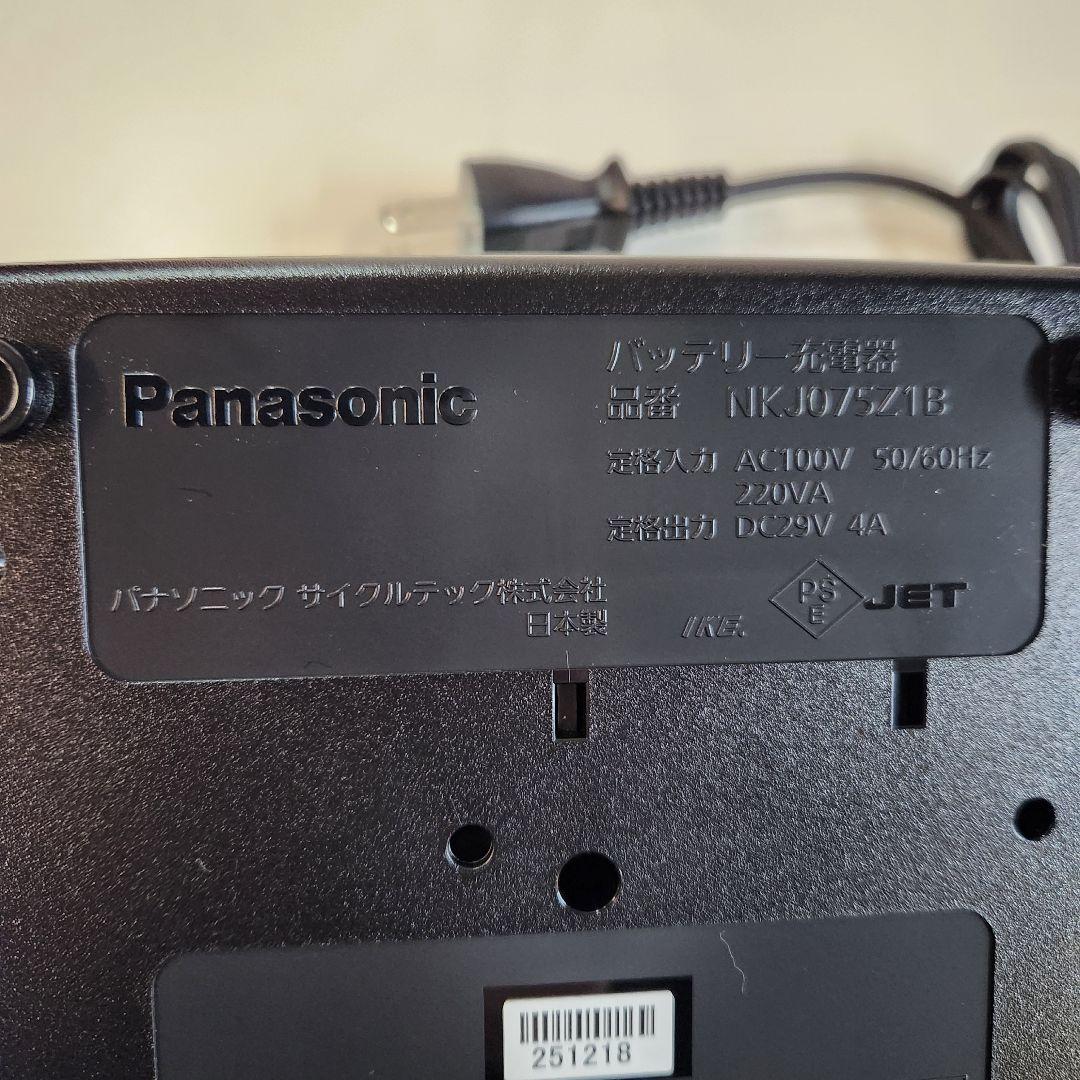 Panasonic
バッテリー充電器
品番 NKJ075Z1B
定格入力 AC100V 50/60Hz
220VA
定格出力 DC29V 4A
パナソニック サイクルテック株式会社
日本製
IKE.
PS
E
JET
251218